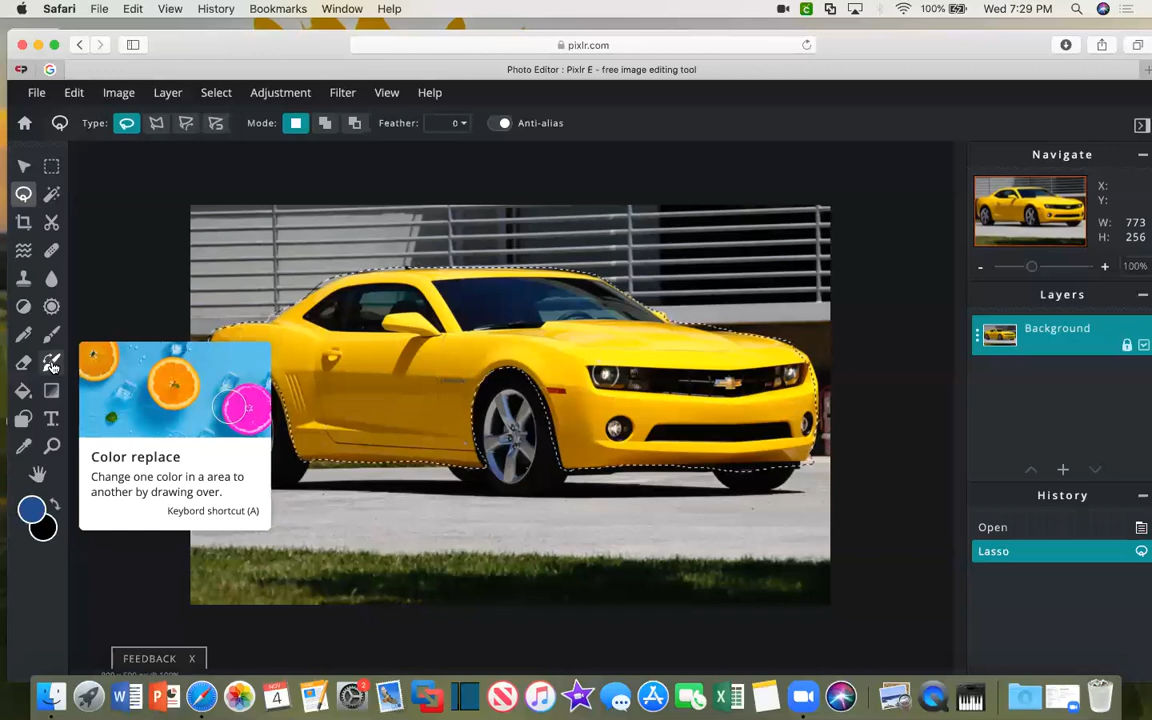 Safari File Edit View History Bookmarks Window Help 100% Wed 7:29 PM
pixlr.com
Photo Editor : Pixlr E - free image editing tool
File Edit Image Layer Select Adjustment Filter View Help
Type: Mode: Feather: 0 Anti-alias
Navigate
X:
Y:
W: 773
H: 256
- + 100%
Layers
Background
Color replace
Change one color in a area to
another by drawing over.
Keybord shortcut (A)
History
Open
Lasso
FEEDBACK X
NOV
4
2